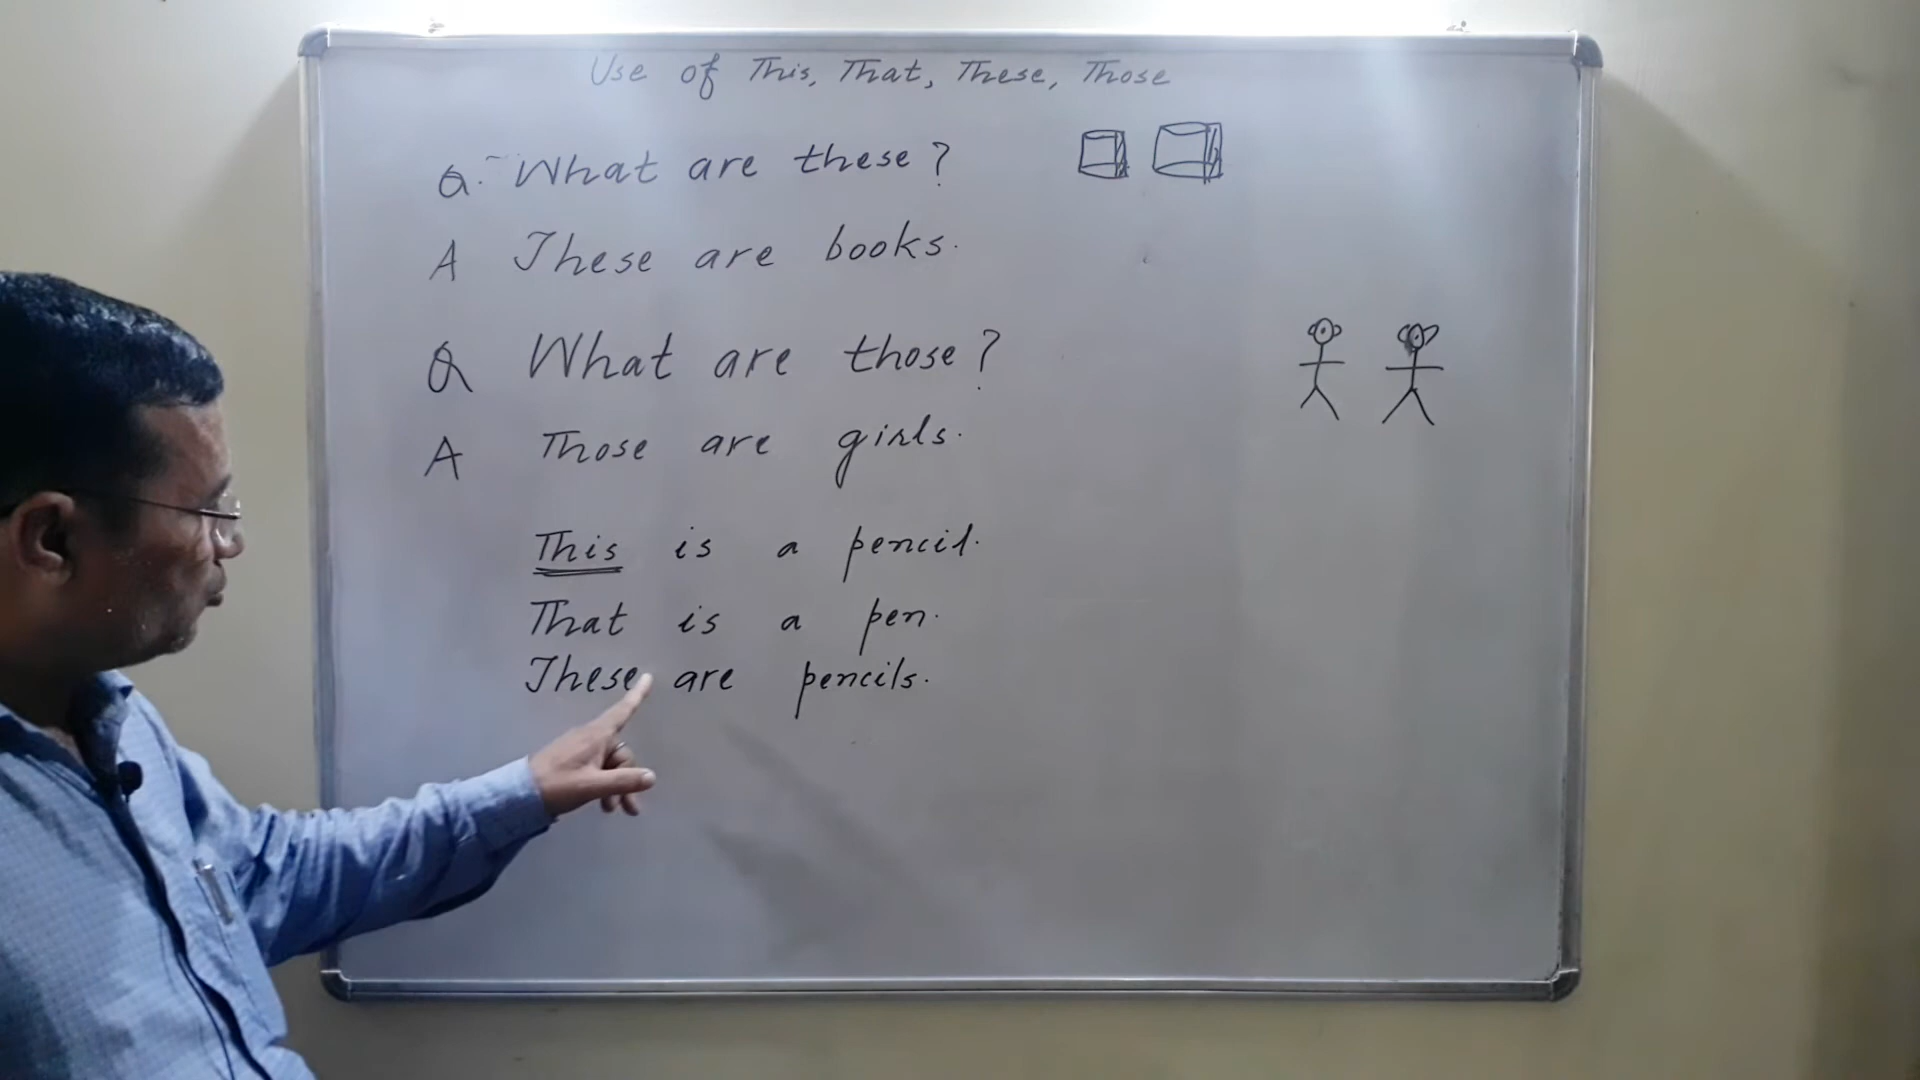 Use of This, That, These, Those
Q. What are these?
A These are books.
Q What are those?
A Those are girls.
This is a pencil.
That is a pen.
These are pencils.